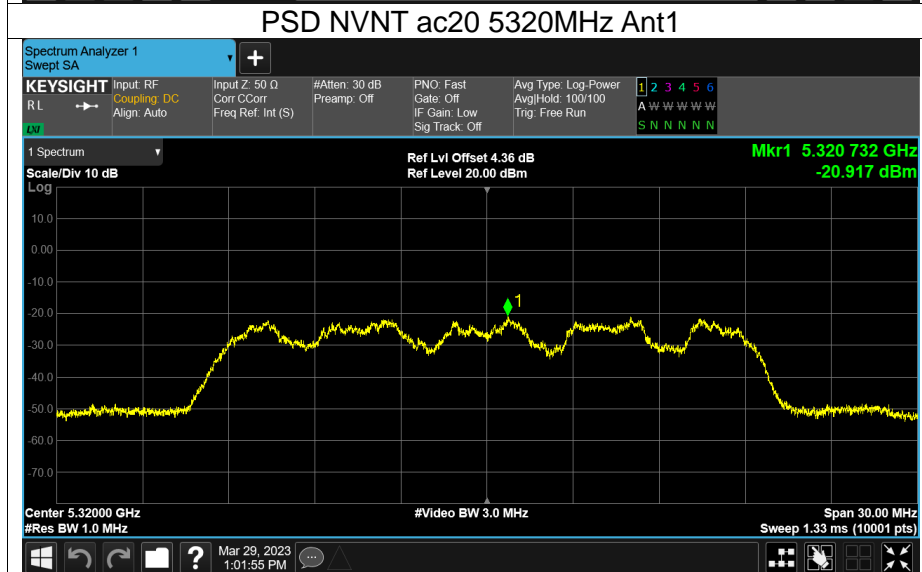 PSD NVNT ac20 5320MHz Ant1
Spectrum Analyzer 1
Swept SA
+
KEYSIGHT Input: RF Input Z: 50 Ω #Atten: 30 dB PNO: Fast Avg Type: Log-Power 1 2 3 4 5 6
RL Coupling: DC Corr CCorr Preamp: Off Gate: Off Avg|Hold: 100/100 A W W W W W
Align: Auto Freq Ref: Int (S) IF Gain: Low Trig: Free Run
LXI Sig Track: Off S N N N N N
1 Spectrum Ref Lvl Offset 4.36 dB Mkr1 5.320 732 GHz
Scale/Div 10 dB Ref Level 20.00 dBm -20.917 dBm
Log
10.0
0.00
-10.0
1
-20.0
-30.0
-40.0
-50.0
-60.0
-70.0
Center 5.32000 GHz #Video BW 3.0 MHz Span 30.00 MHz
#Res BW 1.0 MHz Sweep 1.33 ms (10001 pts)
? Mar 29, 2023
1:01:55 PM